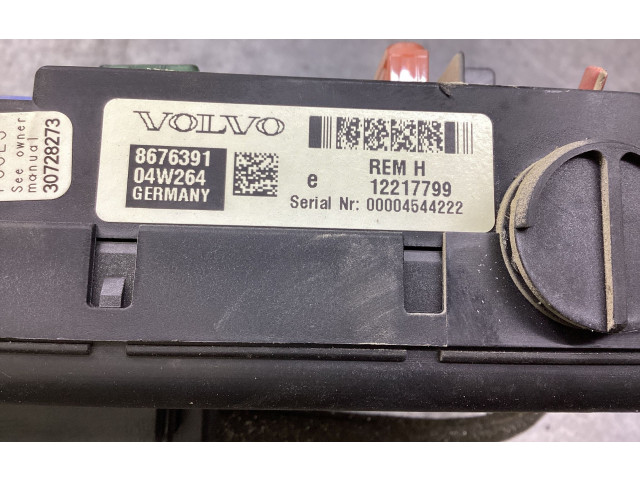 VOLVO
8676391
04W264
GERMANY
e
REM H
12217799
Serial Nr: 00004544222
See owner
manual
30728273